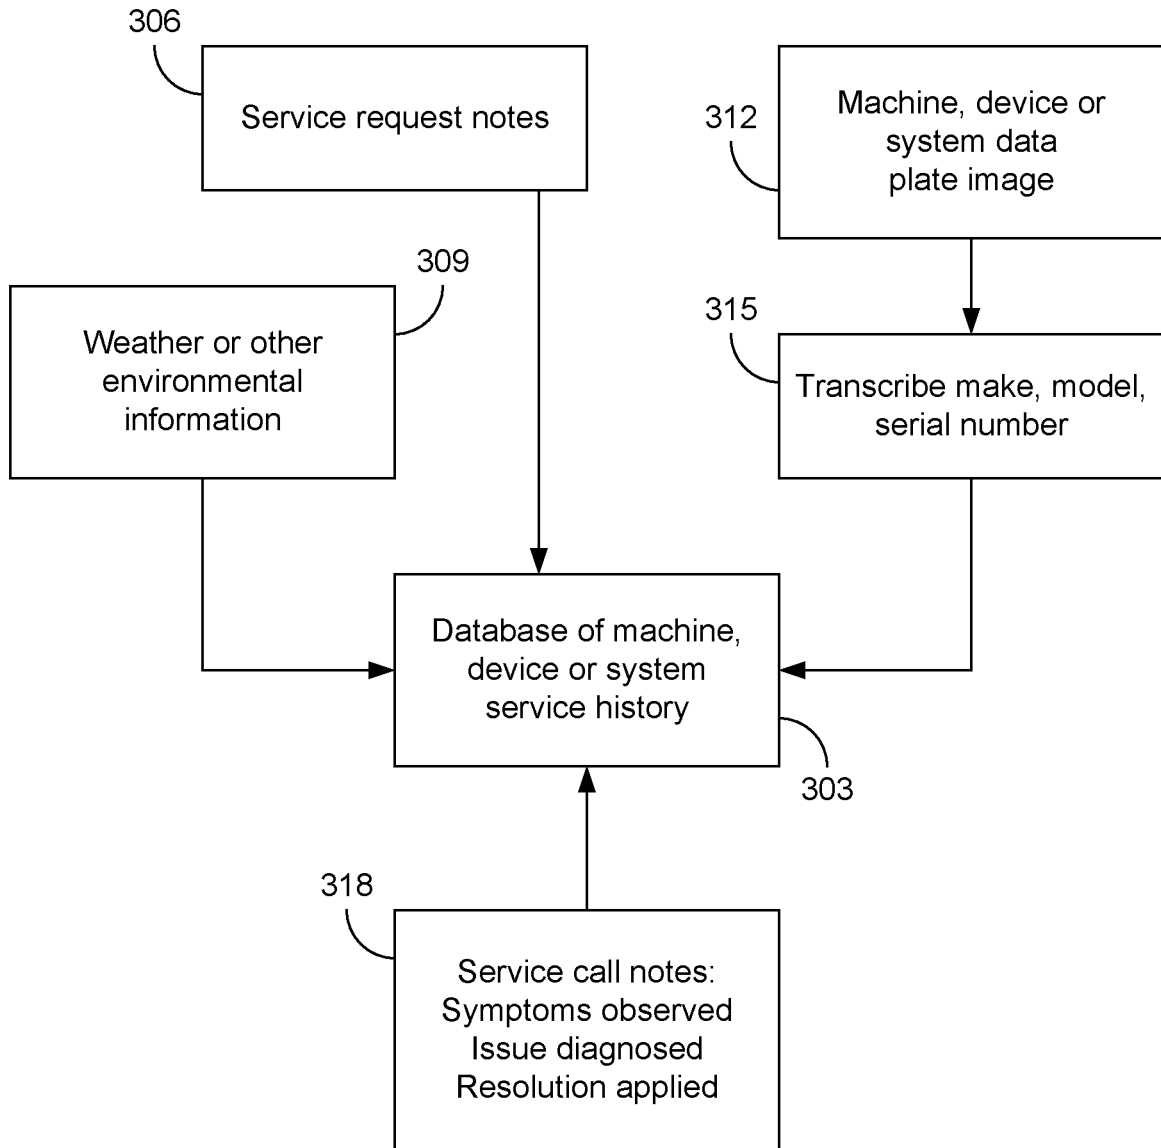 306
Service request notes
312
Machine, device or
system data
plate image
309
Weather or other
environmental
information
315
Transcribe make, model,
serial number
Database of machine,
device or system
service history
303
318
Service call notes:
Symptoms observed
Issue diagnosed
Resolution applied